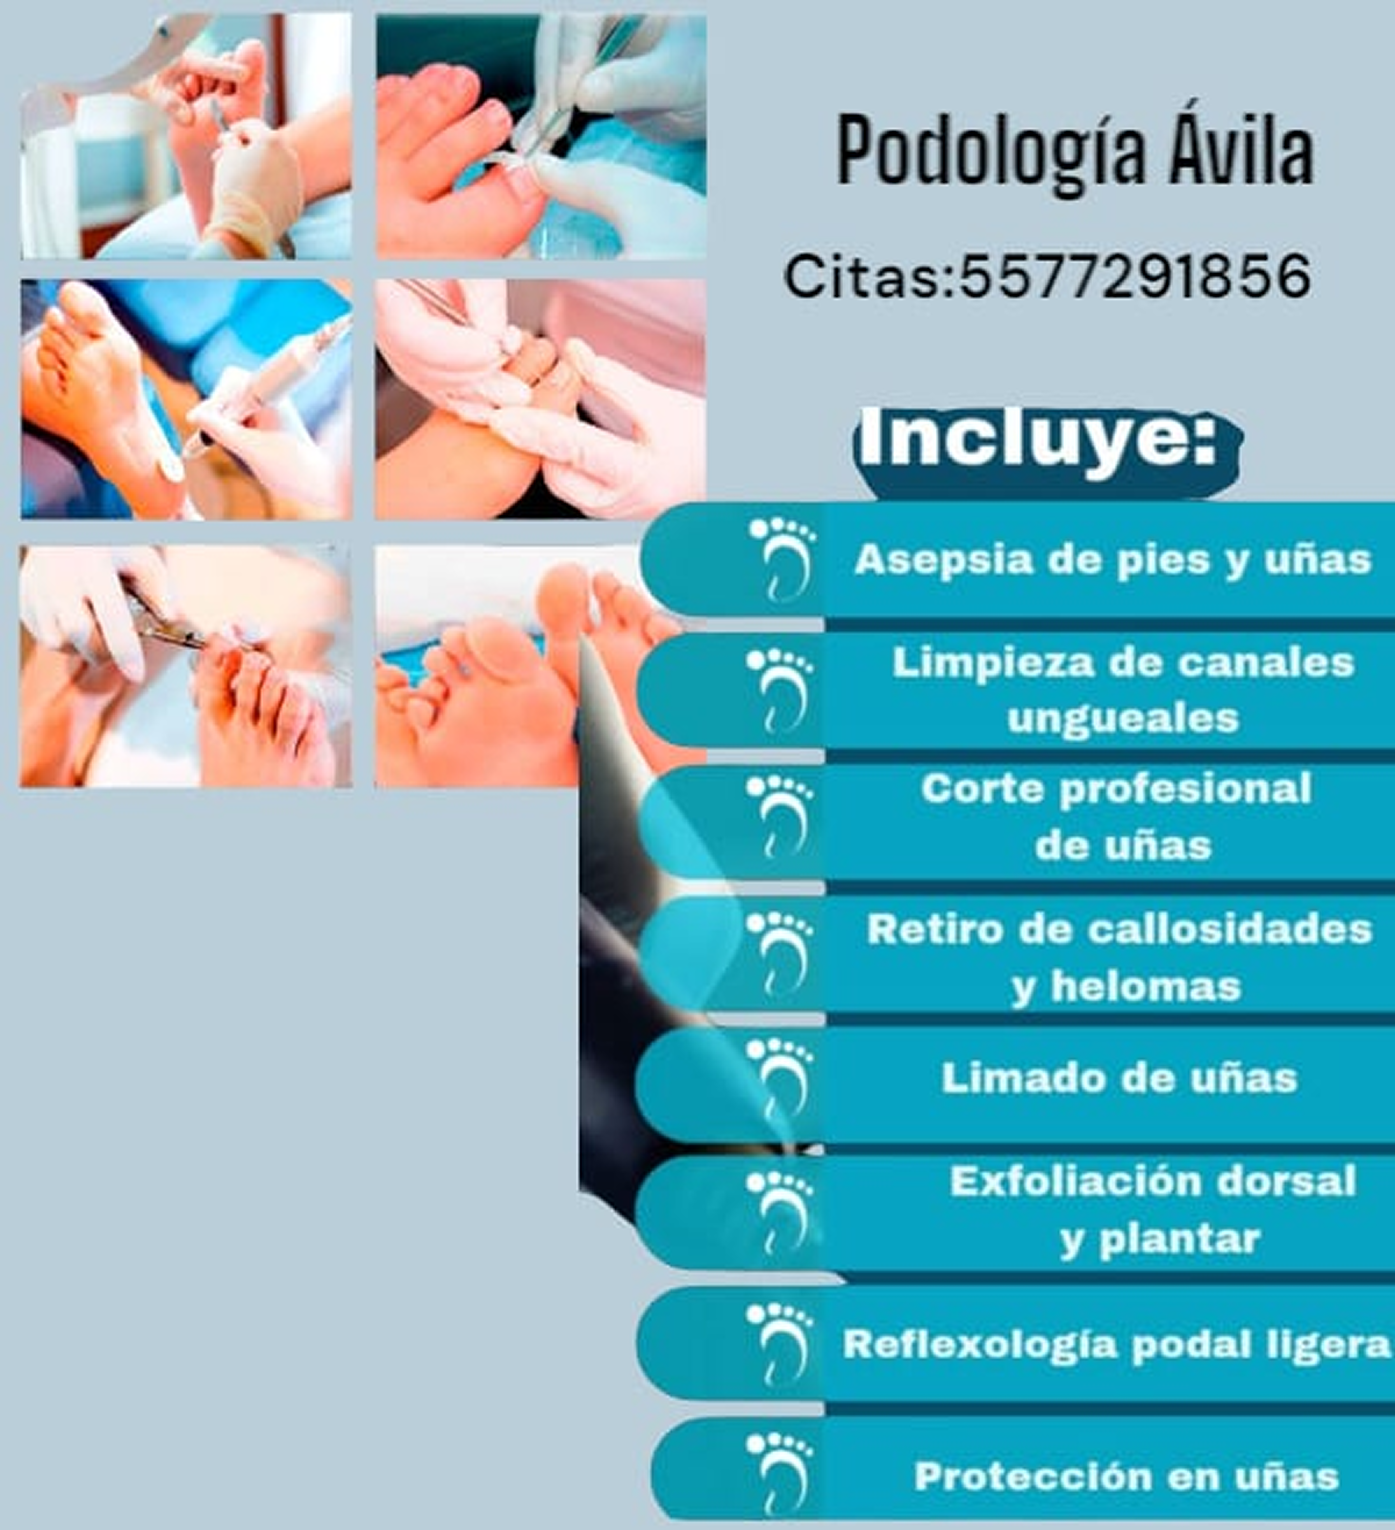 Podología Ávila
Citas:5577291856
Incluye:
Asepsia de pies y uñas
Limpieza de canales
ungueales
Corte profesional
de uñas
Retiro de callosidades
y helomas
Limado de uñas
Exfoliación dorsal
y plantar
Reflexología podal ligera
Protección en uñas